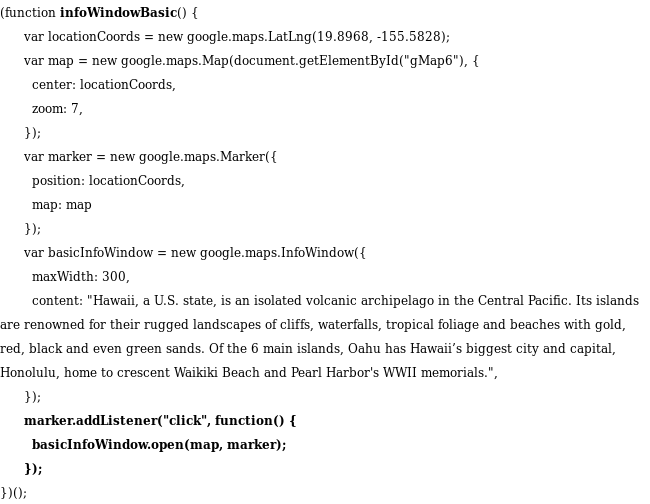 (function infoWindowBasic() {
var locationCoords = new google.maps.LatLng(19.8968, -155.5828);
var map = new google.maps.Map(document.getElementById("gMap6"), {
center: locationCoords,
zoom: 7,
});
var marker = new google.maps.Marker({
position: locationCoords,
map: map
});
var basicInfoWindow = new google.maps.InfoWindow({
maxWidth: 300,
content: "Hawaii, a U.S. state, is an isolated volcanic archipelago in the Central Pacific. Its islands
are renowned for their rugged landscapes of cliffs, waterfalls, tropical foliage and beaches with gold,
red, black and even green sands. Of the 6 main islands, Oahu has Hawaii’s biggest city and capital,
Honolulu, home to crescent Waikiki Beach and Pearl Harbor's WWII memorials.",
});
marker.addListener("click", function() {
basicInfoWindow.open(map, marker);
});
})();